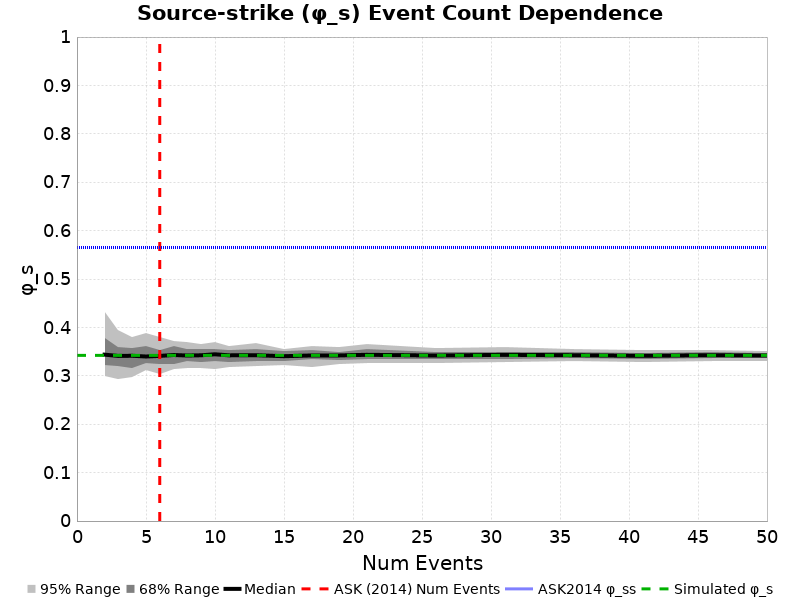 Source-strike (φ_s) Event Count Dependence
1
0.9
0.8
0.7
0.6
0.5
0.4
0.3
0.2
0.1
0
φ_s
0 5 10 15 20 25 30 35 40 45 50
Num Events
95% Range 68% Range Median ASK (2014) Num Events ASK2014 φ_ss Simulated φ_s